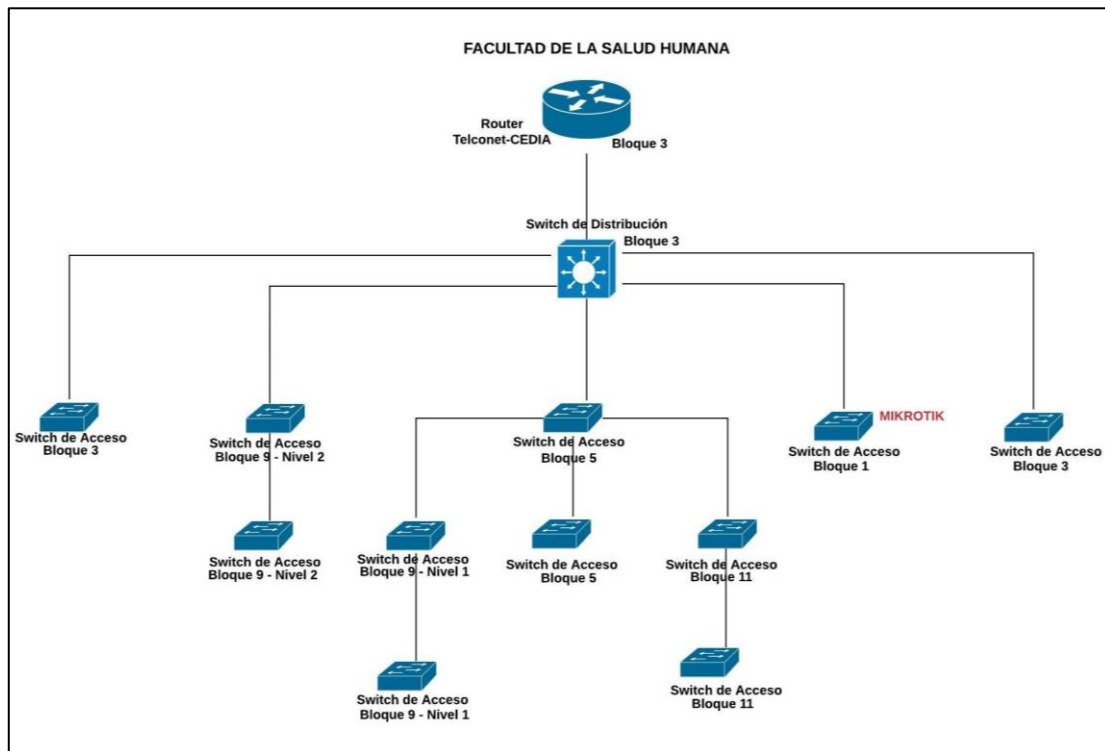 FACULTAD DE LA SALUD HUMANA
Router
Telconet-CEDIA
Bloque 3
Switch de Distribución
Bloque 3
Switch de Acceso
Bloque 3
Switch de Acceso
Bloque 9 - Nivel 2
Switch de Acceso
Bloque 5
MIKROTIK
Switch de Acceso
Bloque 1
Switch de Acceso
Bloque 3
Switch de Acceso
Bloque 9 - Nivel 2
Switch de Acceso
Bloque 9 - Nivel 1
Switch de Acceso
Bloque 5
Switch de Acceso
Bloque 11
Switch de Acceso
Bloque 9 - Nivel 1
Switch de Acceso
Bloque 11